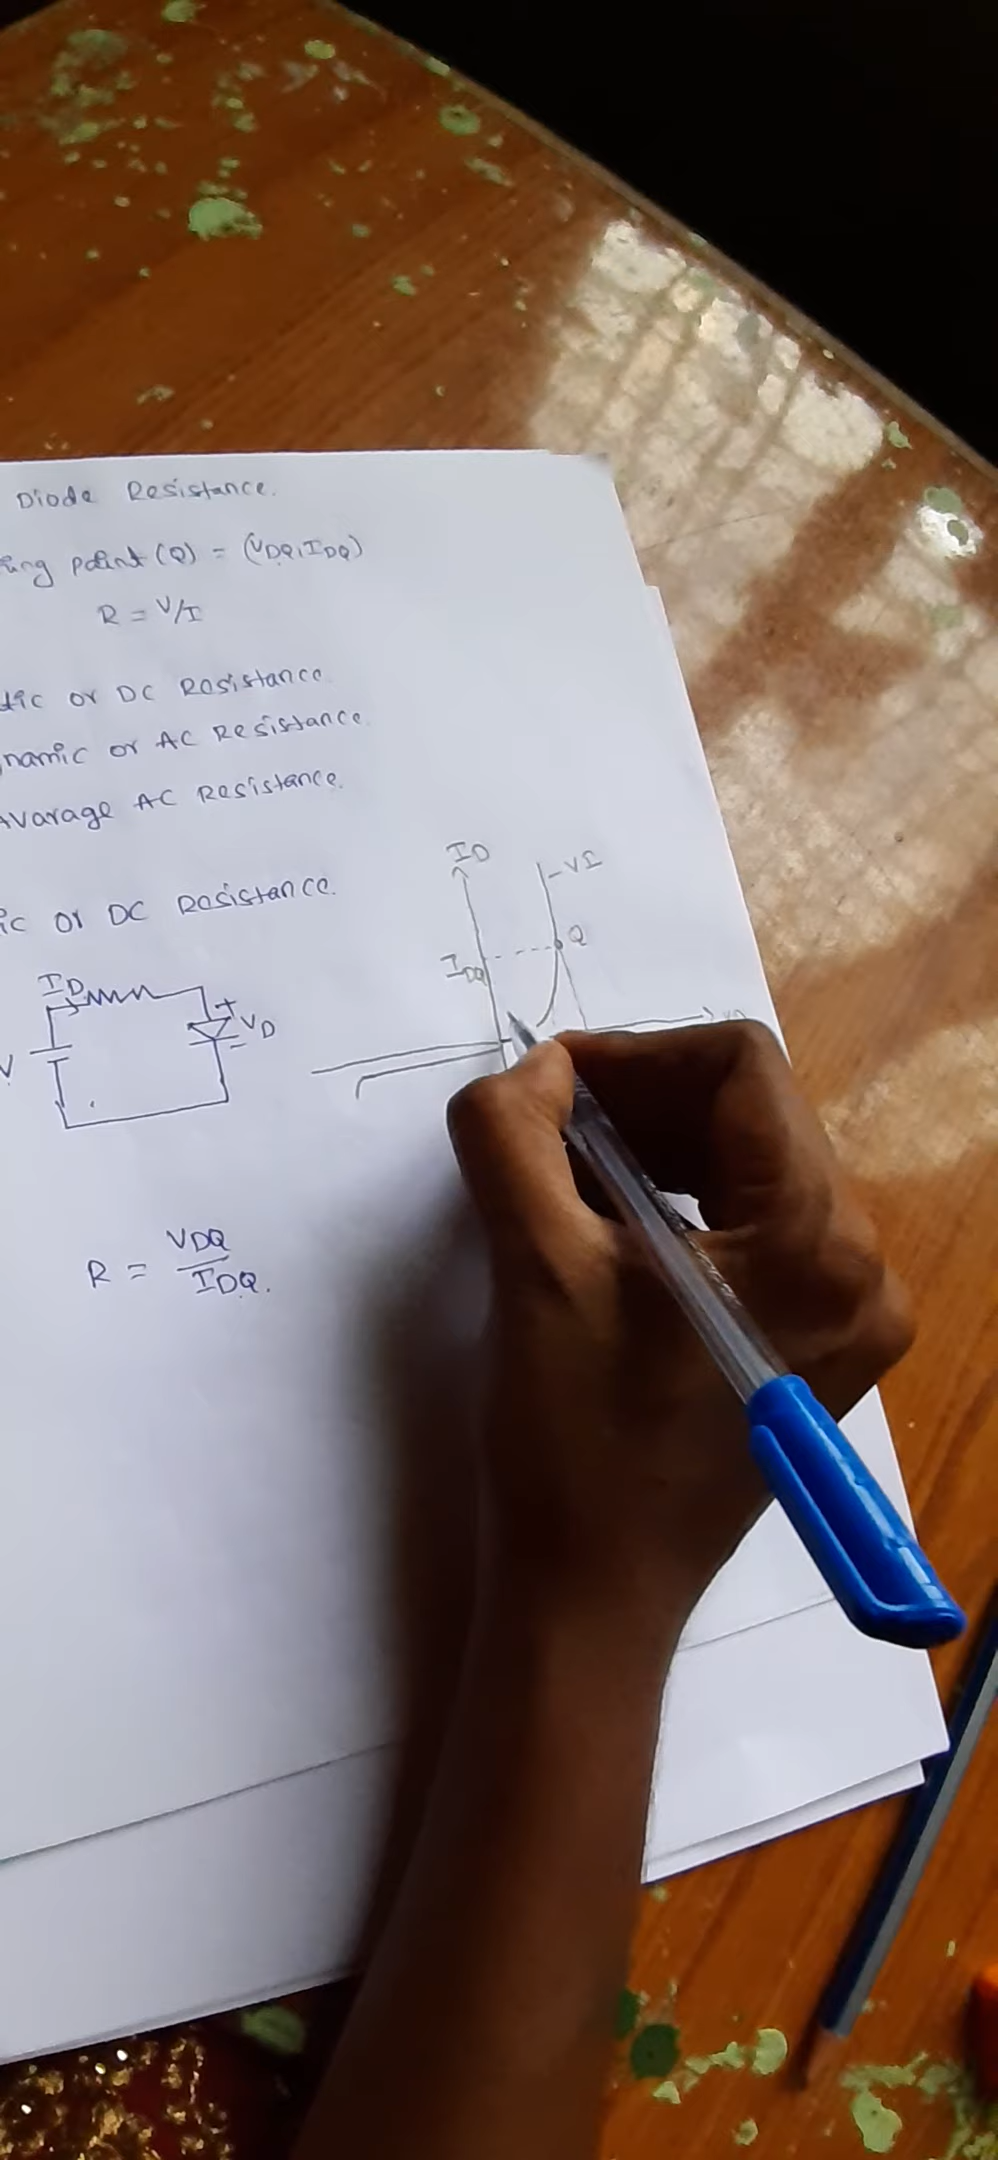 Diode Resistance.
ing point (Q) = (VDQ, IDQ)
R = V/I
tic or DC Resistance
namic or AC Resistance.
Avarage AC Resistance.
ic or DC Resistance.
ID
-VI
Q
IDQ
ID
+
VD
-
V
R = VDQ
IDQ.